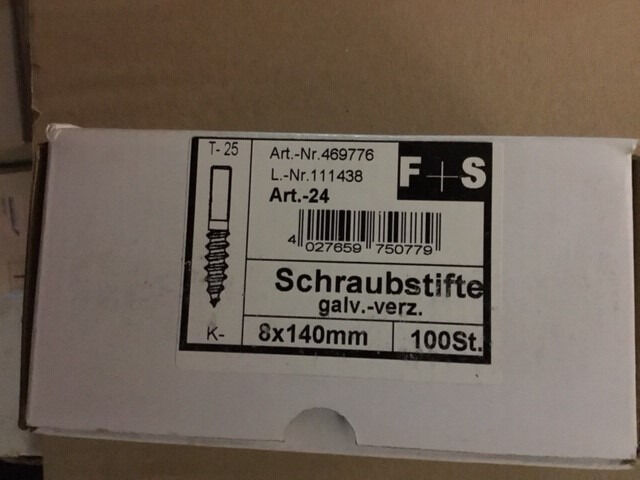 T- 25
Art.-Nr.469776
L.-Nr.111438
Art.-24
F+S
4 027659 750779
Schraubstifte
galv.-verz.
K-
8x140mm
100St.